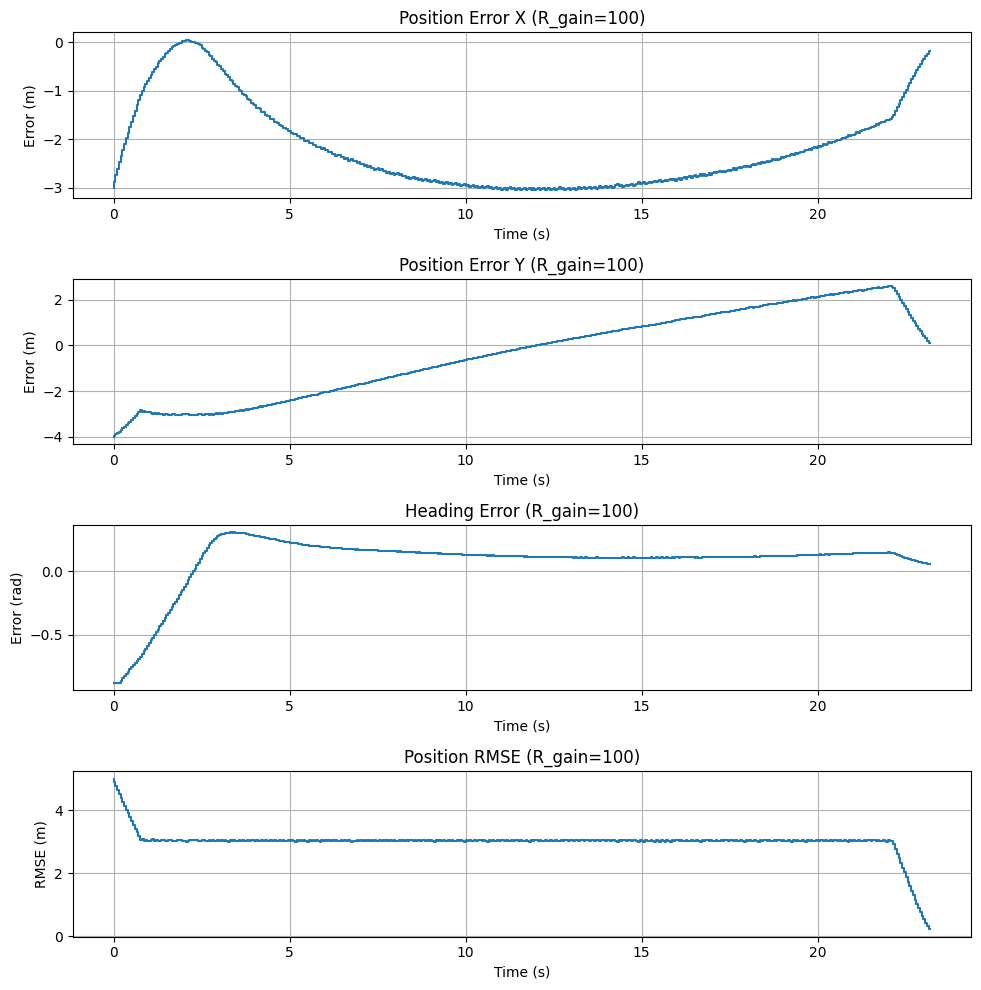 Position Error X (R_gain=100)
0
−1
−2
−3
Error (m)
0 5 10 15 20
Time (s)
Position Error Y (R_gain=100)
2
0
−2
−4
Error (m)
0 5 10 15 20
Time (s)
Heading Error (R_gain=100)
0.0
−0.5
Error (rad)
0 5 10 15 20
Time (s)
Position RMSE (R_gain=100)
4
2
0
RMSE (m)
0 5 10 15 20
Time (s)